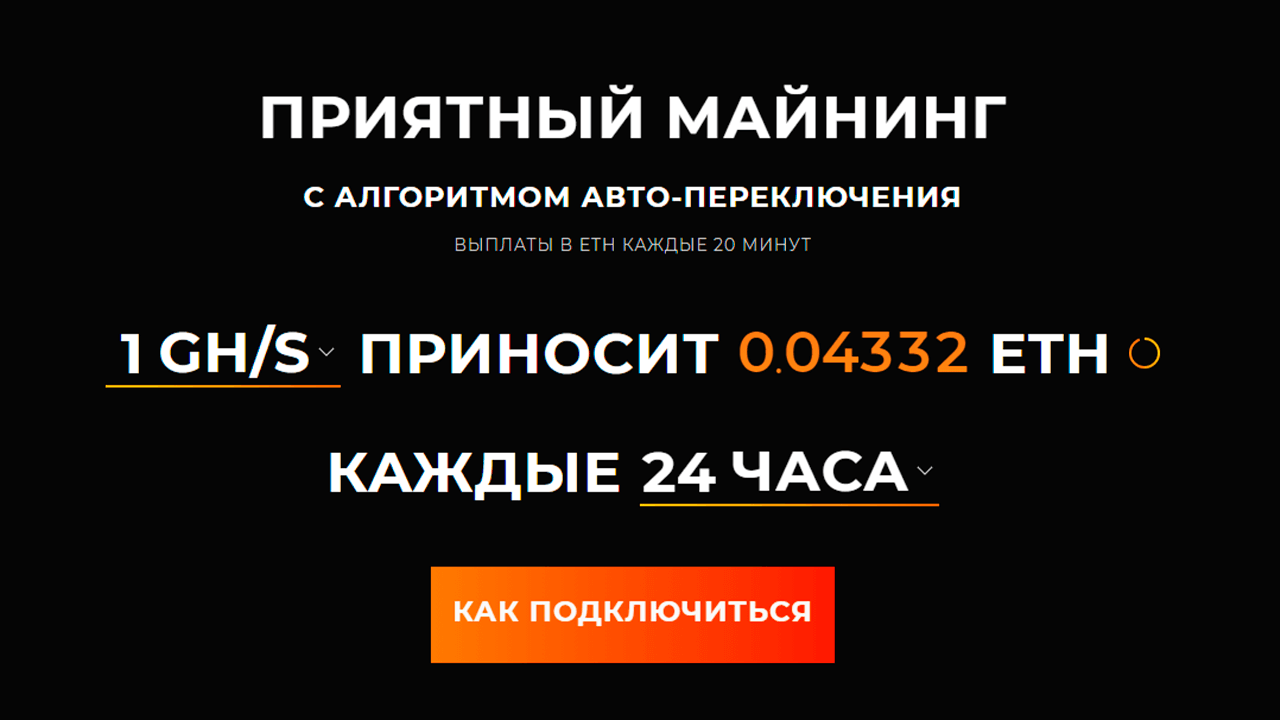 ПРИЯТНЫЙ МАЙНИНГ
С АЛГОРИТМОМ АВТО-ПЕРЕКЛЮЧЕНИЯ
ВЫПЛАТЫ В ETH КАЖДЫЕ 20 МИНУТ
1 GH/S ПРИНОСИТ 0.04332 ETH
КАЖДЫЕ 24 ЧАСА
КАК ПОДКЛЮЧИТЬСЯ